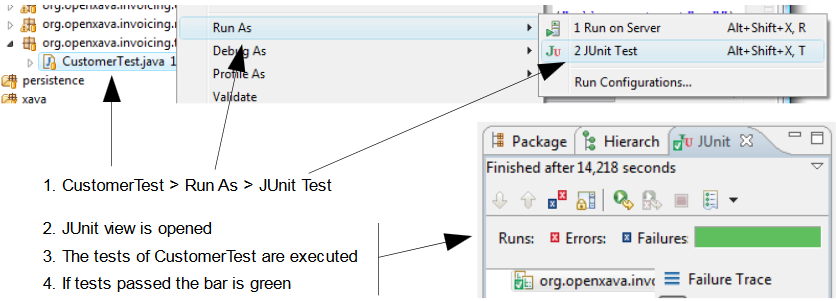 org.openxava.invoicing.
Run As
1 Run on Server Alt+Shift+X, R
org.openxava.invoicing.
Debug As
2 JUnit Test Alt+Shift+X, T
org.openxava.invoicing.
Profile As
CustomerTest.java 1
Run Configurations...
persistence
Validate
xava
Package Hierarch JU JUnit
Finished after 14,218 seconds
1. CustomerTest > Run As > JUnit Test
2. JUnit view is opened
3. The tests of CustomerTest are executed
4. If tests passed the bar is green
Runs: Errors: Failures:
org.openxava.invo
Failure Trace